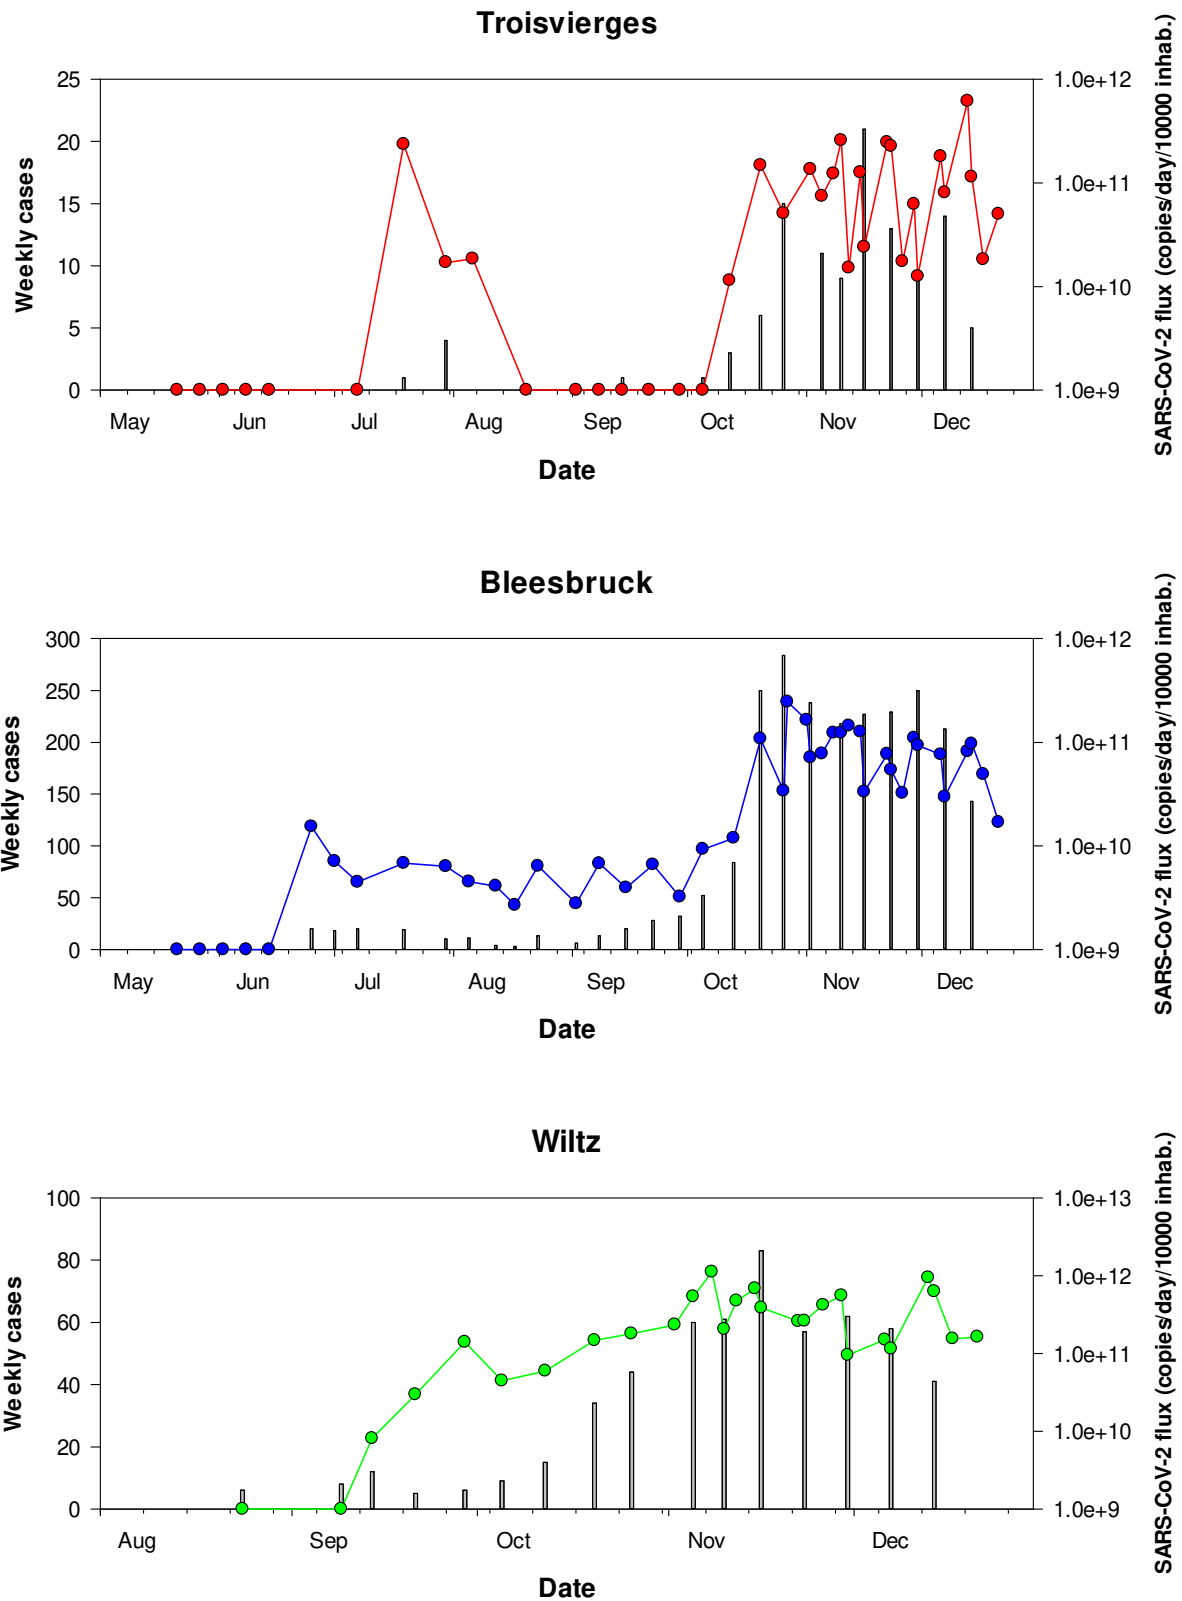 Troisvierges
25
20
15
10
5
0
Weekly cases
1.0e+12
1.0e+11
1.0e+10
1.0e+9
SARS-CoV-2 flux (copies/day/10000 inhab.)
May Jun Jul Aug Sep Oct Nov Dec
Date
Bleesbruck
300
250
200
150
100
50
0
Weekly cases
1.0e+12
1.0e+11
1.0e+10
1.0e+9
SARS-CoV-2 flux (copies/day/10000 inhab.)
May Jun Jul Aug Sep Oct Nov Dec
Date
Wiltz
100
80
60
40
20
0
Weekly cases
1.0e+13
1.0e+12
1.0e+11
1.0e+10
1.0e+9
SARS-CoV-2 flux (copies/day/10000 inhab.)
Aug Sep Oct Nov Dec
Date